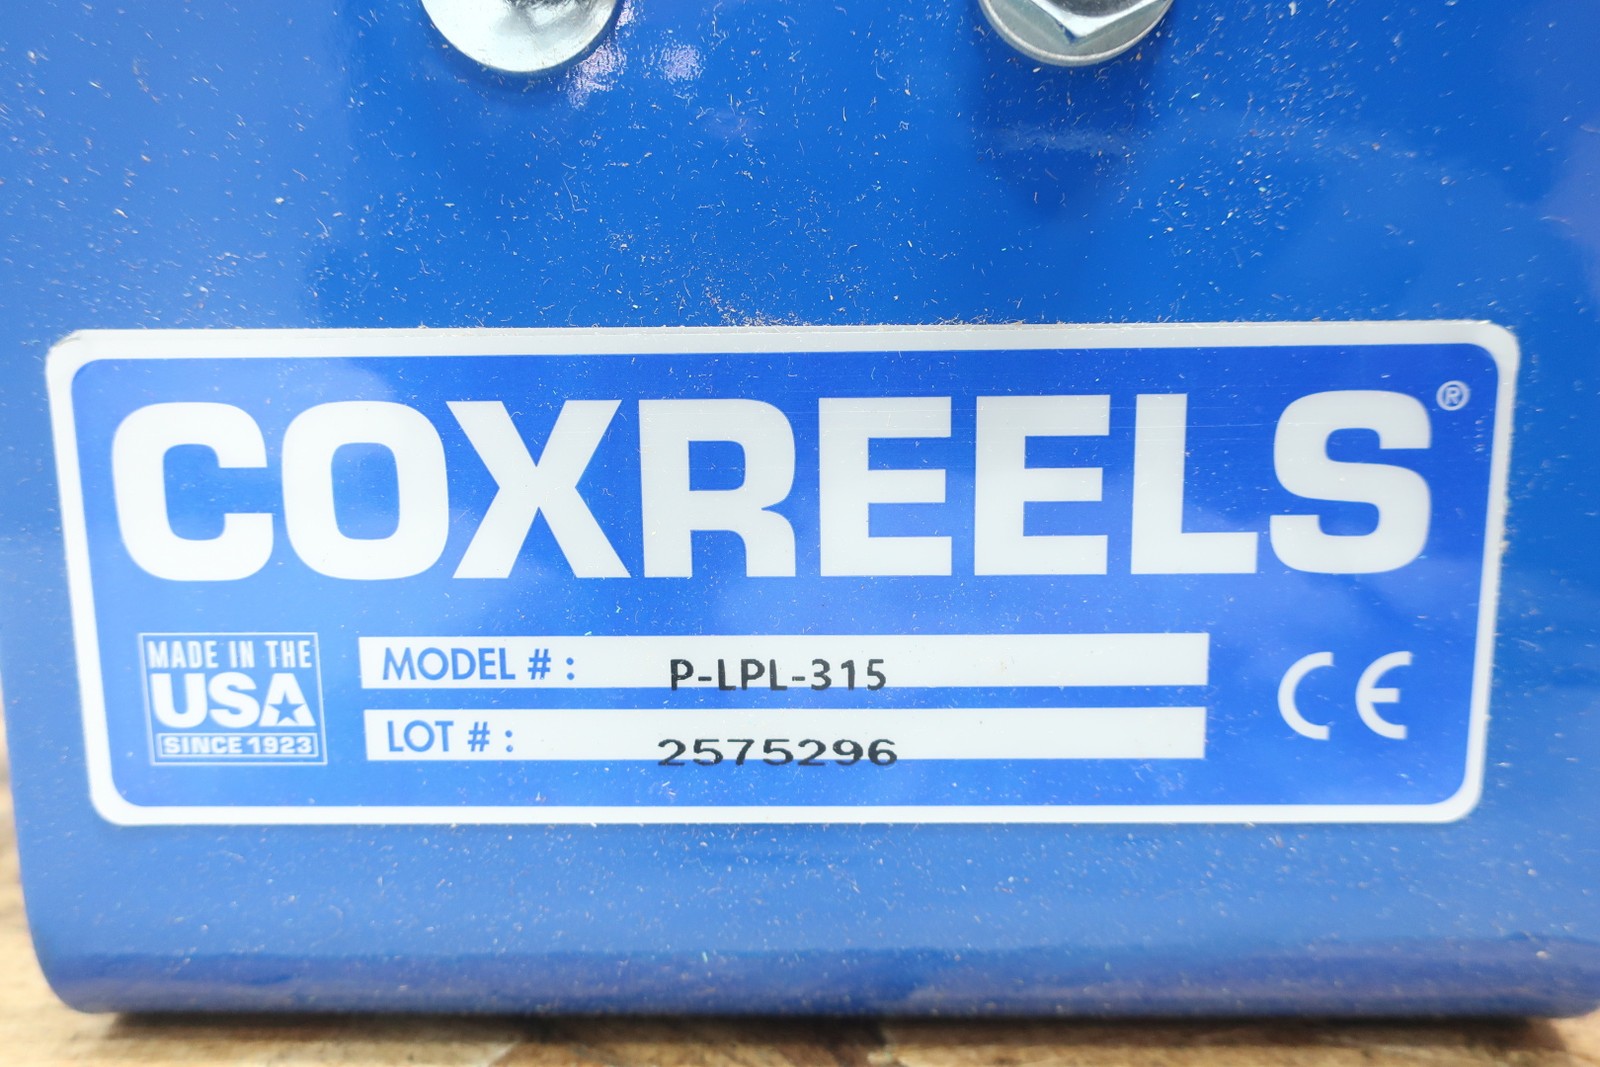 COXREELS®
MADE IN THE
USA
SINCE 1923
MODEL # : P-LPL-315
LOT # : 2575296
CE